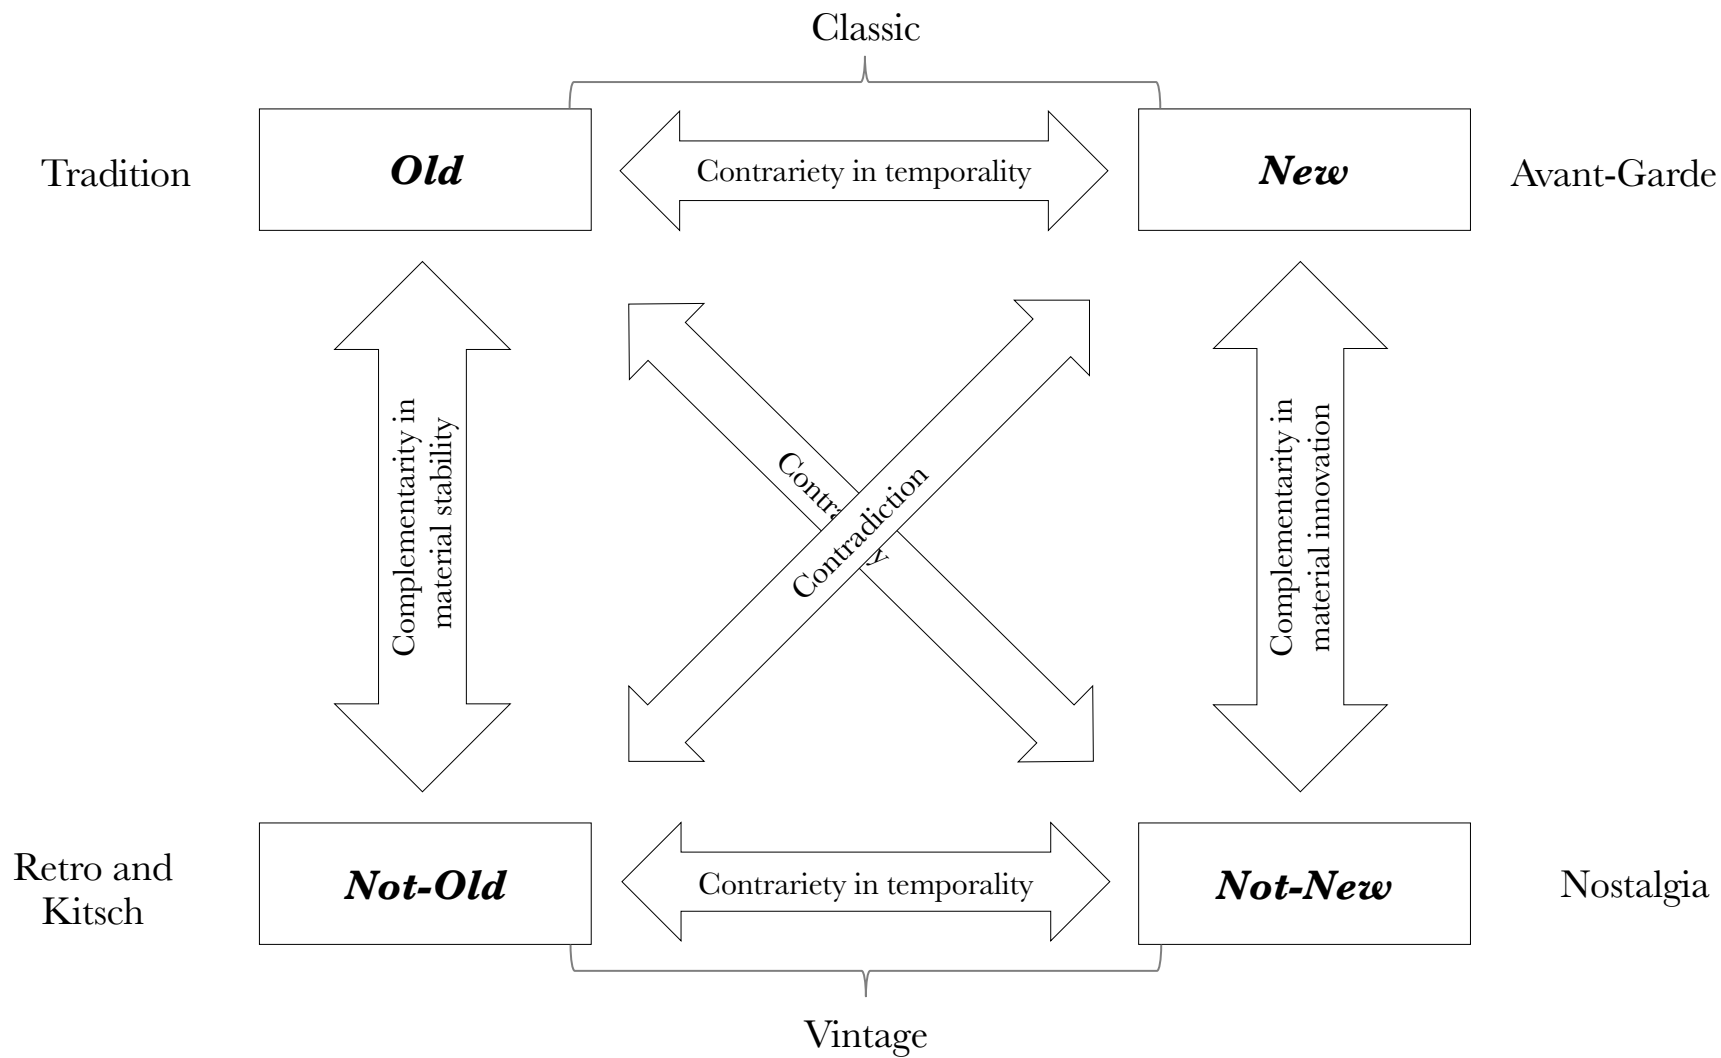 Classic
Tradition
Old
Contrariety in temporality
New
Avant-Garde
Complementarity in
material stability
Contradiction
Complementarity in
material innovation
Retro and
Kitsch
Not-Old
Contrariety in temporality
Not-New
Nostalgia
Vintage